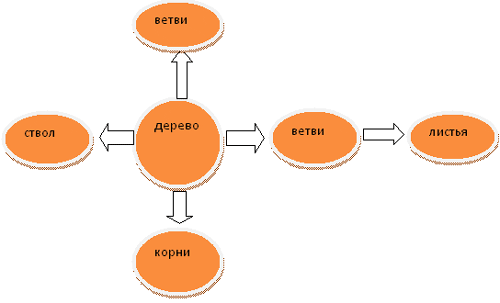 ветви
ствол
дерево
ветви
листья
корни